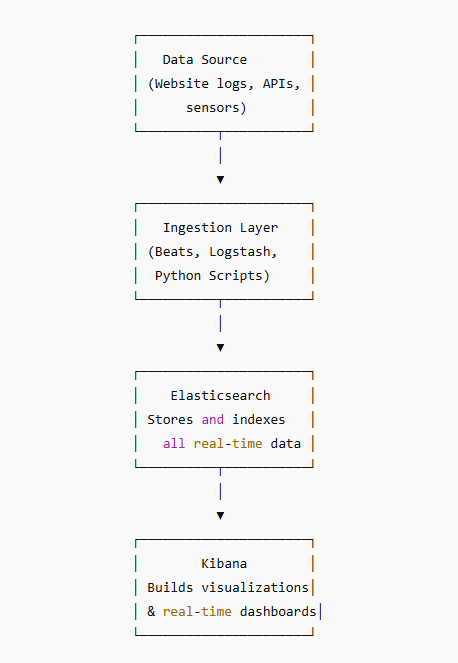 Data Source
(Website logs, APIs,
sensors)
Ingestion Layer
(Beats, Logstash,
Python Scripts)
Elasticsearch
Stores and indexes
all real-time data
Kibana
Builds visualizations
& real-time dashboards